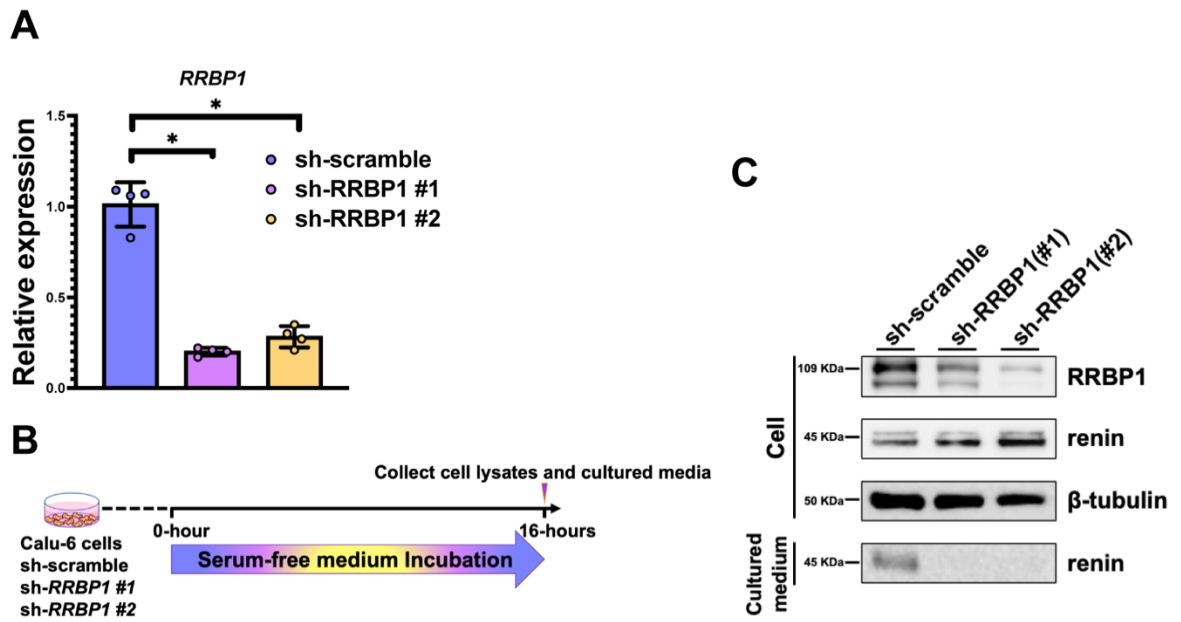 A
RRBP1
*
*
1.5
1.0
0.5
0.0
Relative expression
sh-scramble
sh-RRBP1 #1
sh-RRBP1 #2
B
Collect cell lysates and cultured media
0-hour
16-hours
Serum-free medium Incubation
Calu-6 cells
sh-scramble
sh-RRBP1 #1
sh-RRBP1 #2
C
sh-scramble
sh-RRBP1(#1)
sh-RRBP1(#2)
Cell
109 KDa
RRBP1
45 KDa
renin
50 KDa
β-tubulin
Cultured
medium
45 KDa
renin